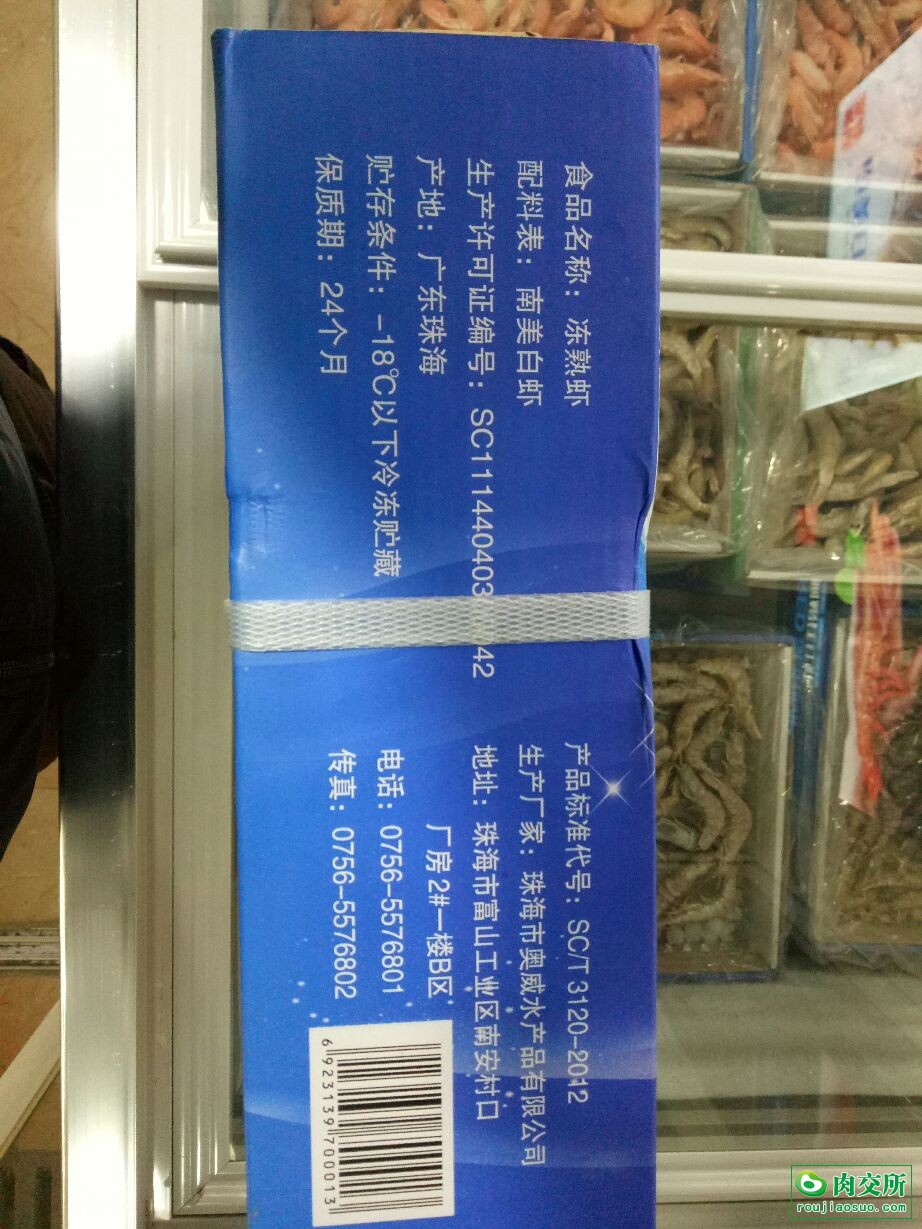 食品名称：冻熟虾
配料表：南美白虾
生产许可证编号：SC111440403 42
产地：广东珠海
贮存条件：-18℃以下冷冻贮藏
保质期：24个月
产品标准代号：SC/T 3120-2012
生产厂家：珠海市奥威水产品有限公司
地址：珠海市富山工业区南安村口
厂房2#一楼B区
电话：0756-5576801
传真：0756-5576802
6923139700013
肉交所
roujiaosuo.com